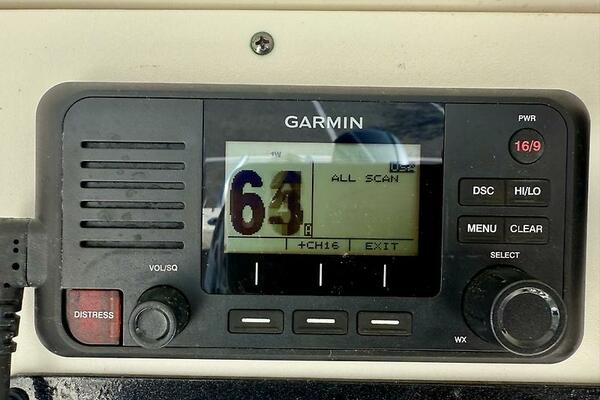 GARMIN
PWR
16/9
1W
USA
ALL SCAN
A
+CH16 EXIT
DSC HI/LO
MENU CLEAR
SELECT
VOL/SQ
DISTRESS
WX